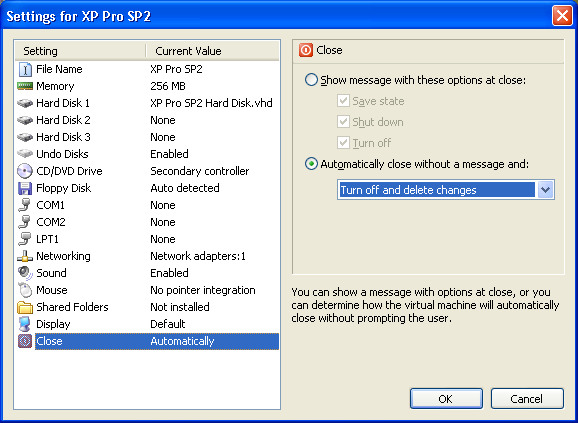 Settings for XP Pro SP2
Setting Current Value
File Name XP Pro SP2
Memory 256 MB
Hard Disk 1 XP Pro SP2 Hard Disk.vhd
Hard Disk 2 None
Hard Disk 3 None
Undo Disks Enabled
CD/DVD Drive Secondary controller
Floppy Disk Auto detected
COM1 None
COM2 None
LPT1 None
Networking Network adapters:1
Sound Enabled
Mouse No pointer integration
Shared Folders Not installed
Display Default
Close Automatically
Close
Show message with these options at close:
Save state
Shut down
Turn off
Automatically close without a message and:
Turn off and delete changes
You can show a message with options at close, or you
can determine how the virtual machine will automatically
close without prompting the user.
OK Cancel